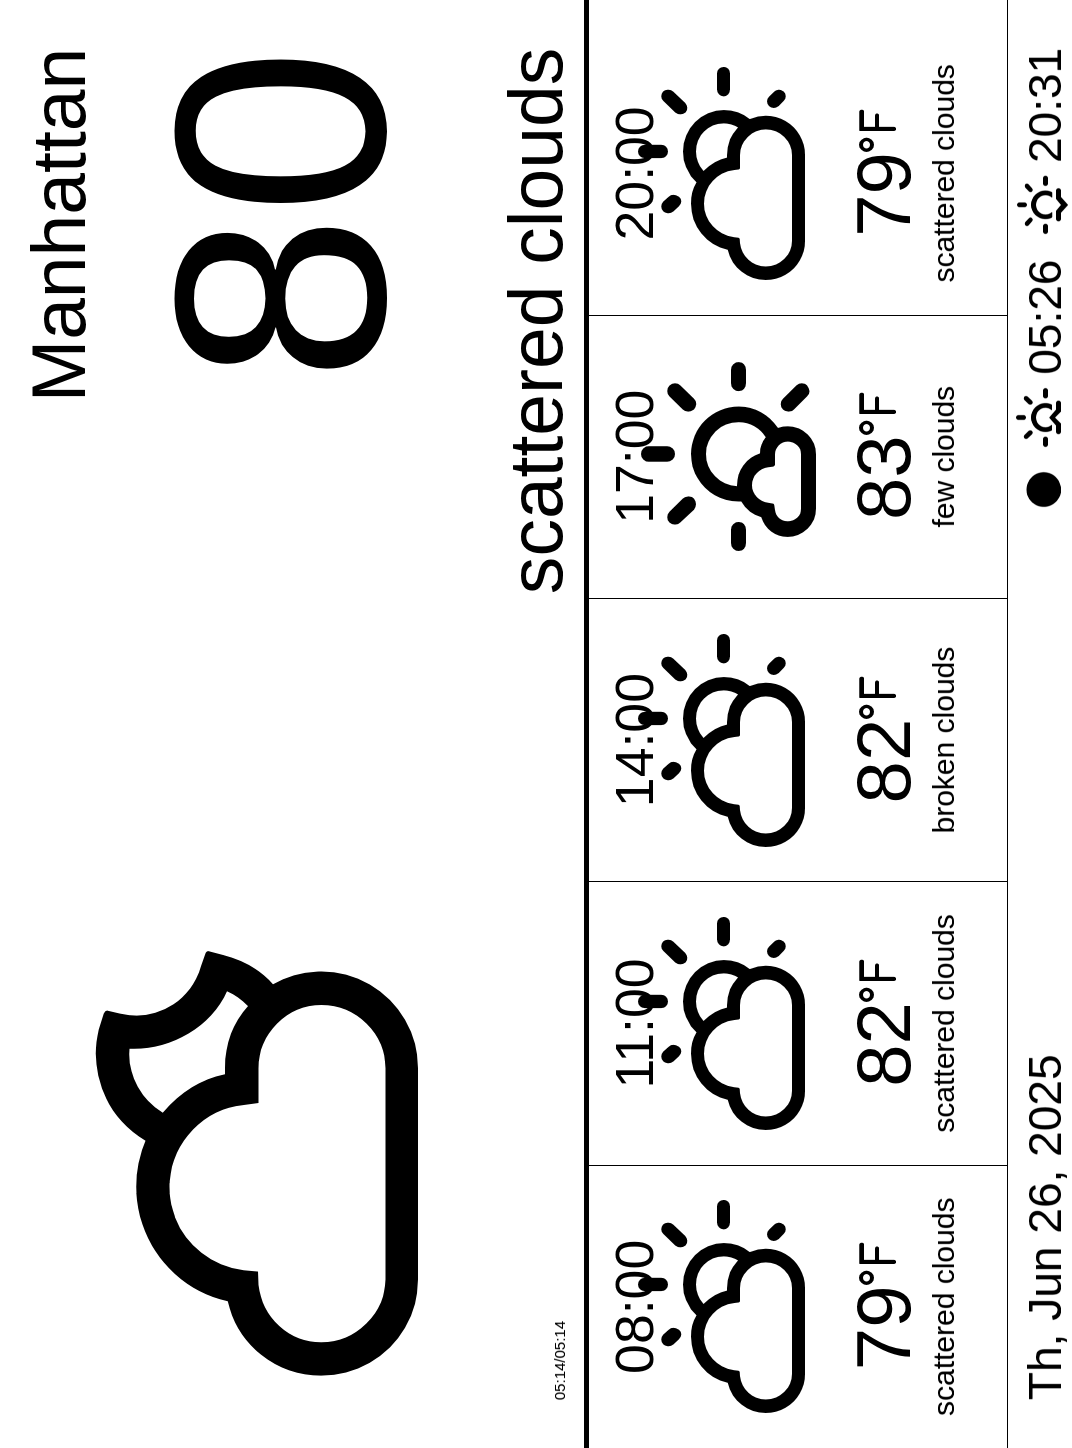 Manhattan
80
scattered clouds
05:14/05:14
08:00
79°F
scattered clouds
11:00
82°F
scattered clouds
14:00
82°F
broken clouds
17:00
83°F
few clouds
20:00
79°F
scattered clouds
Th, Jun 26, 2025
05:26
20:31